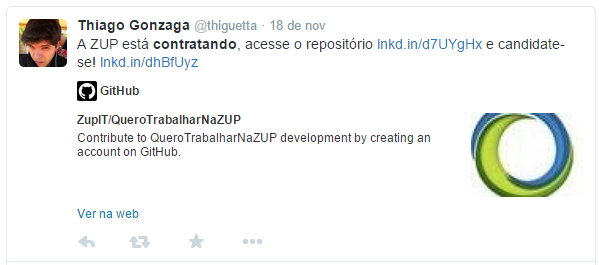 Thiago Gonzaga @thiguetta · 18 de nov
A ZUP está contratando, acesse o repositório lnkd.in/d7UYgHx e candidate-
se! lnkd.in/dhBfUyz
GitHub
ZupIT/QueroTrabalharNaZUP
Contribute to QueroTrabalharNaZUP development by creating an
account on GitHub.
Ver na web